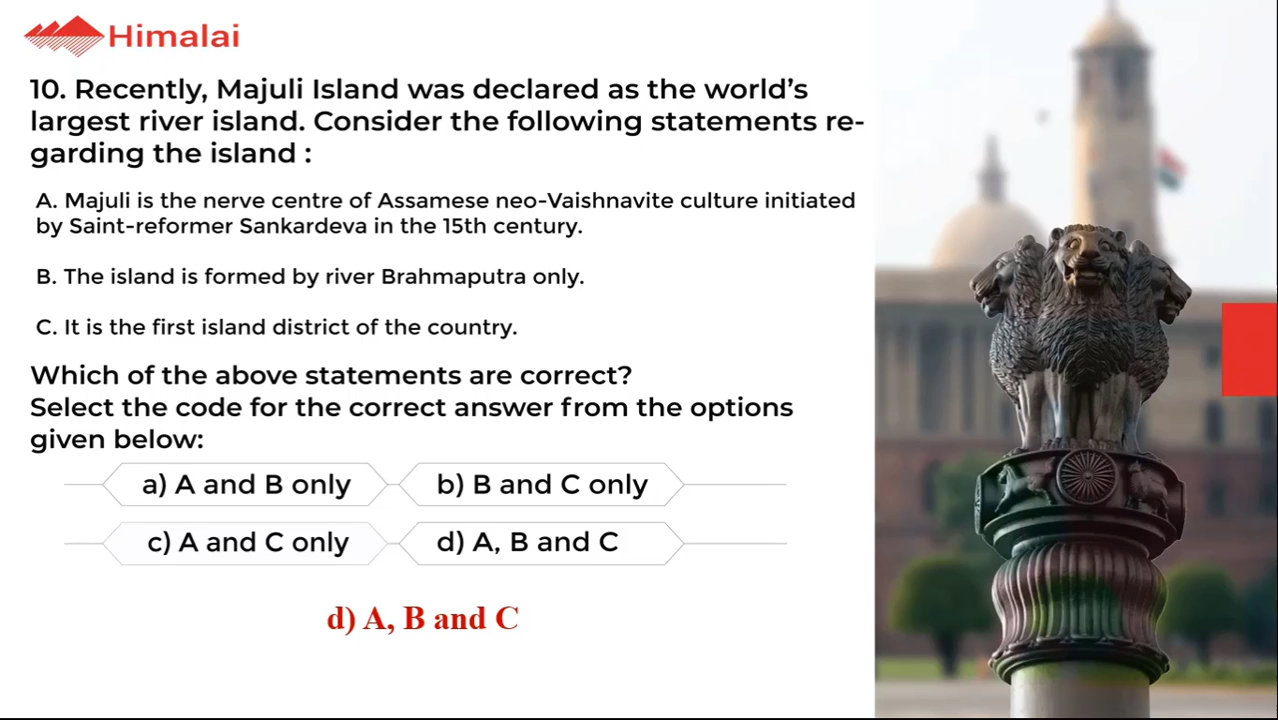 Himalai
10. Recently, Majuli Island was declared as the world's
largest river island. Consider the following statements re-
garding the island :
A. Majuli is the nerve centre of Assamese neo-Vaishnavite culture initiated
by Saint-reformer Sankardeva in the 15th century.
B. The island is formed by river Brahmaputra only.
C. It is the first island district of the country.
Which of the above statements are correct?
Select the code for the correct answer from the options
given below:
a) A and B only
b) B and C only
c) A and C only
d) A, B and C
d) A, B and C